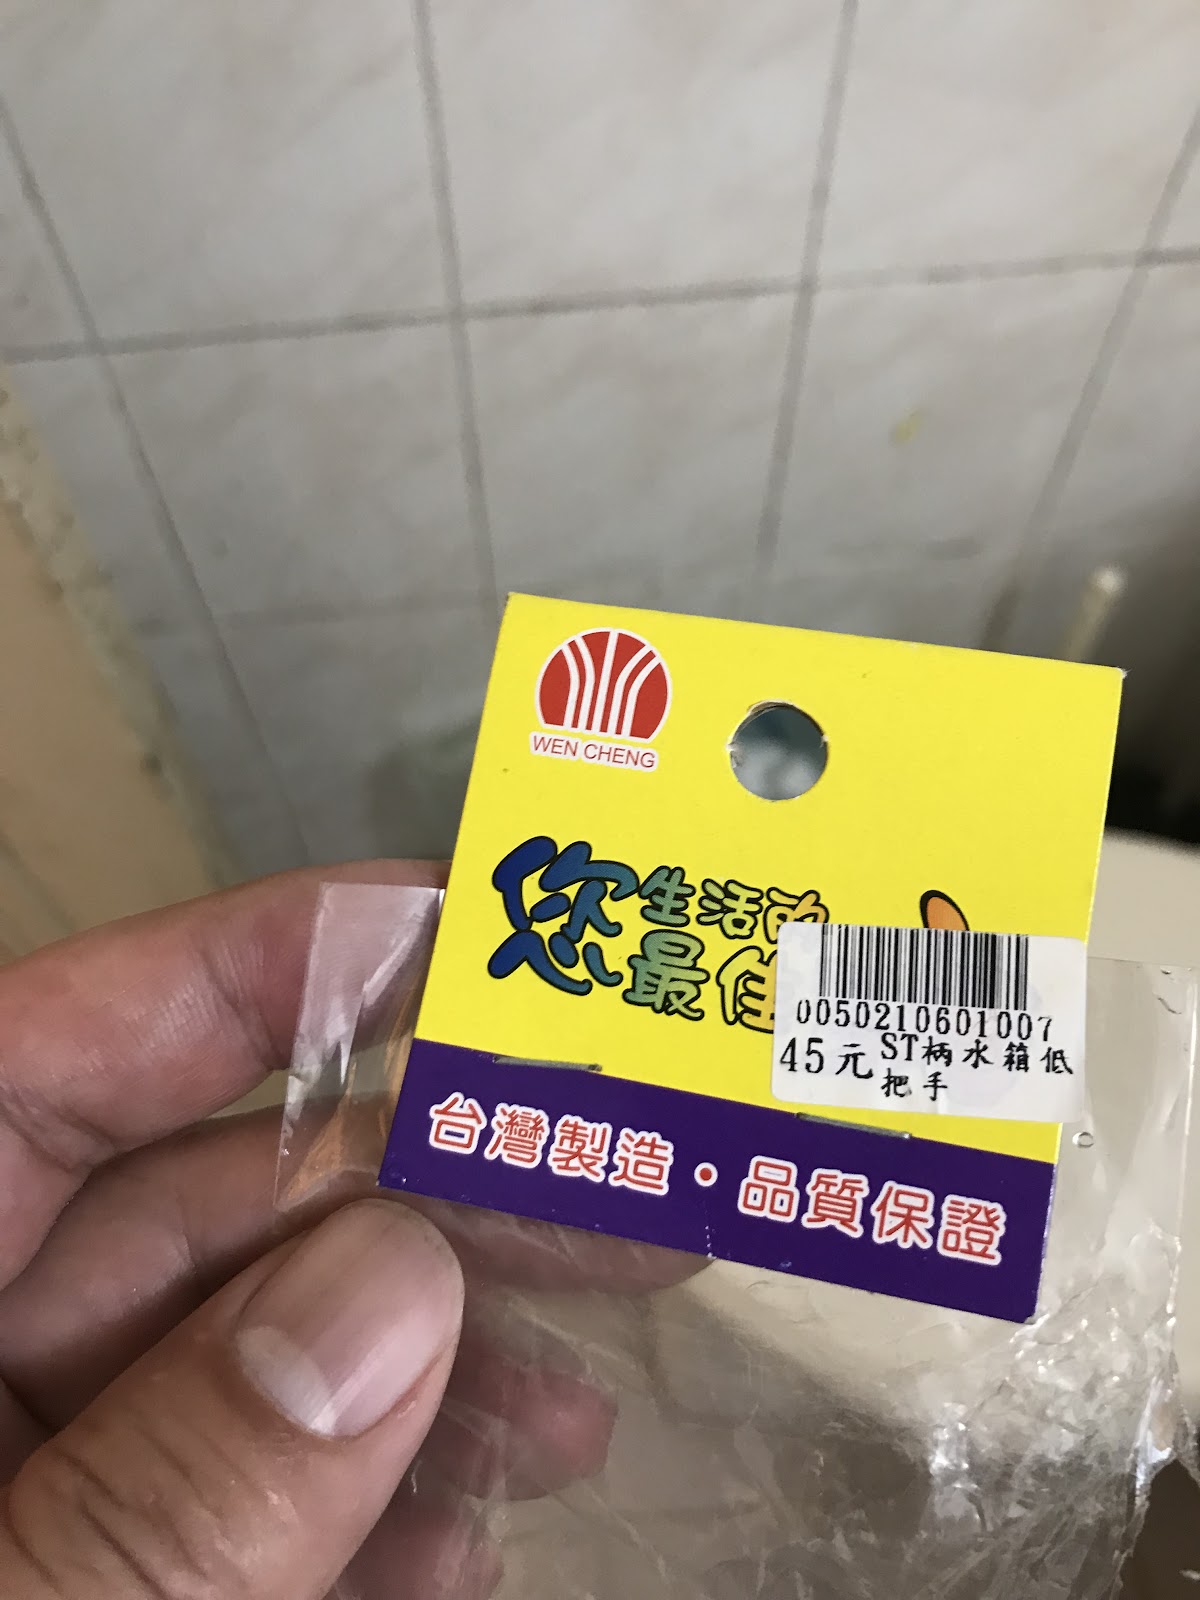 WEN CHENG
您生活的
最佳
0050210601007
45元 ST柄水箱低
把手
台灣製造・品質保證